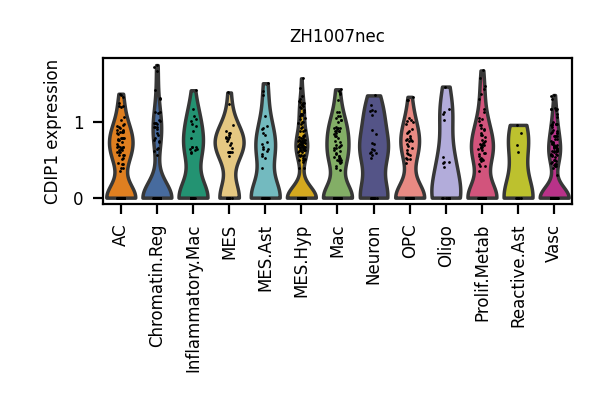 ZH1007nec
CDIP1 expression
1
0
AC
Chromatin.Reg
Inflammatory.Mac
MES
MES.Ast
MES.Hyp
Mac
Neuron
OPC
Oligo
Prolif.Metab
Reactive.Ast
Vasc